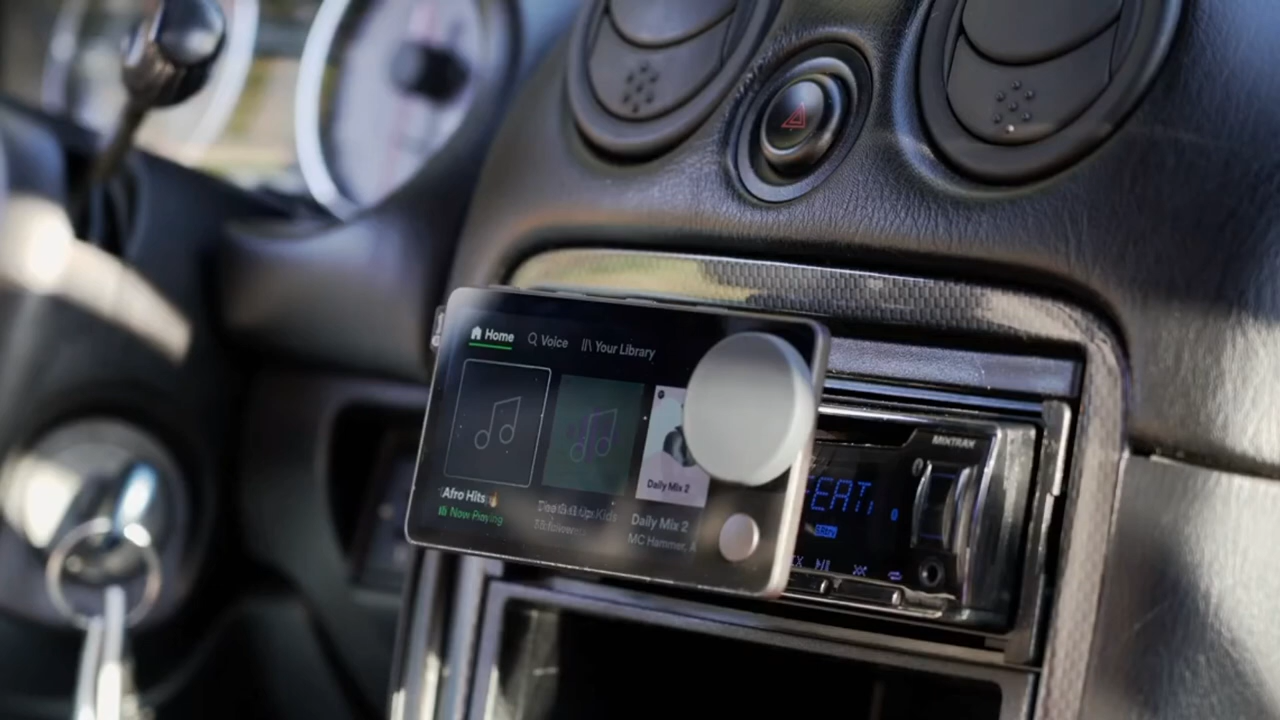 Home
Voice
Your Library
Afro Hits
Now Playing
Daily Mix 2
Daily Mix 2
MC Hammer, A
MIXTRAX
FEAT